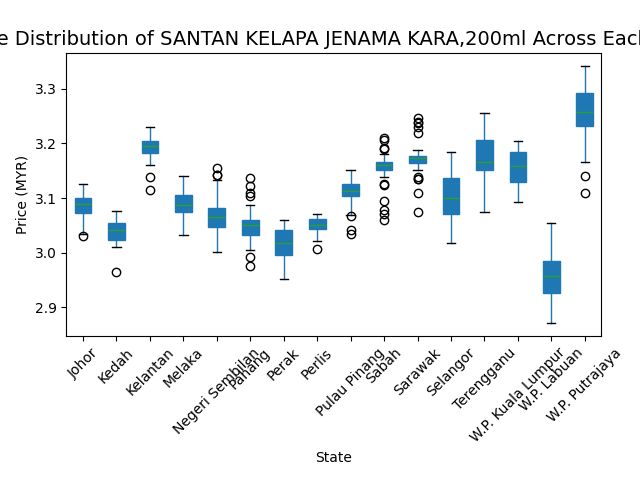 e Distribution of SANTAN KELAPA JENAMA KARA,200ml Across Each
Price (MYR)
3.3
3.2
3.1
3.0
2.9
Johor
Kedah
Kelantan
Melaka
Negeri Sembilan
Pahang
Perak
Perlis
Pulau Pinang
Sabah
Sarawak
Selangor
Terengganu
W.P. Kuala Lumpur
W.P. Labuan
W.P. Putrajaya
State